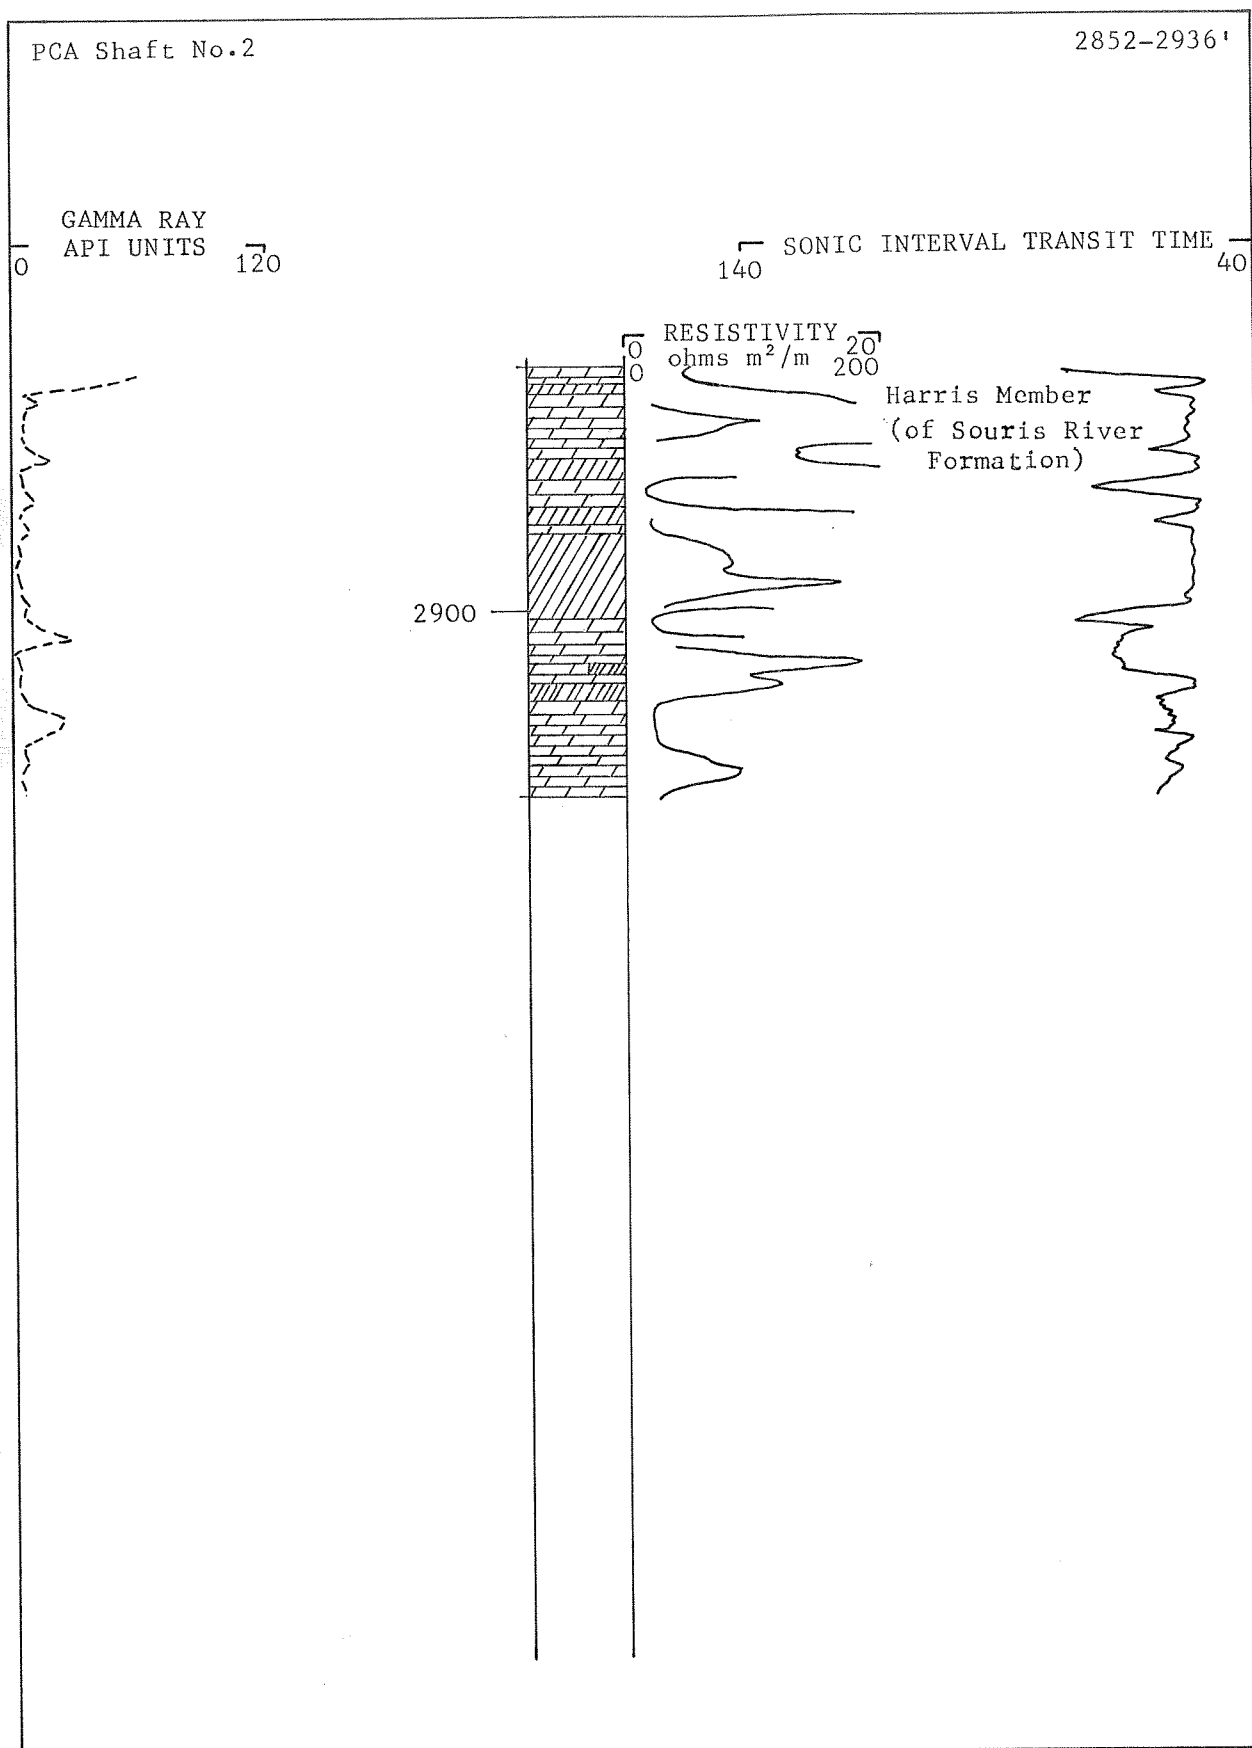 PCA Shaft No.2
2852-2936'
GAMMA RAY
API UNITS
0
120
SONIC INTERVAL TRANSIT TIME
140
40
RESISTIVITY
ohms m²/m
0
20
0
200
Harris Member
(of Souris River
Formation)
2900